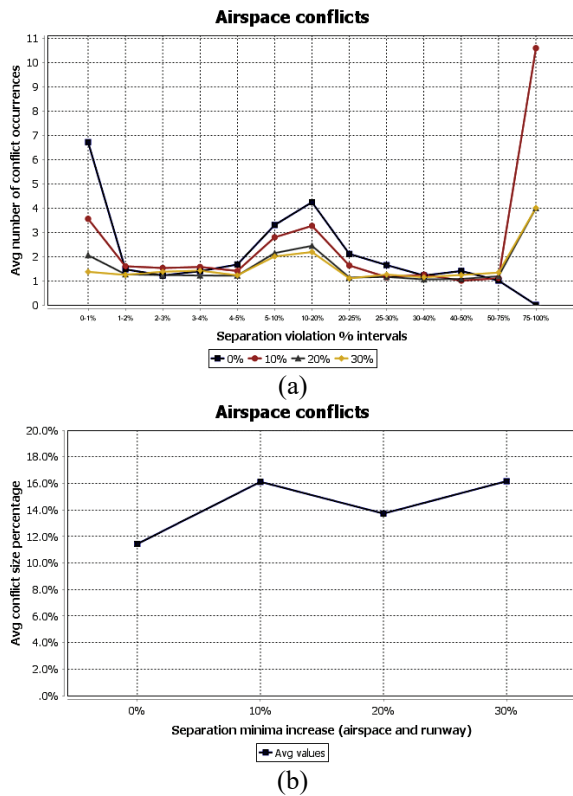 Airspace conflicts
Avg number of conflict occurrences
11
10
9
8
7
6
5
4
3
2
1
0
0-1% 1-2% 2-3% 3-4% 4-5% 5-10% 10-20% 20-25% 25-30% 30-40% 40-50% 50-75% 75-100%
Separation violation % intervals
0% 10% 20% 30%
(a)
Airspace conflicts
Avg conflict size percentage
20.0%
18.0%
16.0%
14.0%
12.0%
10.0%
8.0%
6.0%
4.0%
2.0%
.0%
0% 10% 20% 30%
Separation minima increase (airspace and runway)
Avg values
(b)